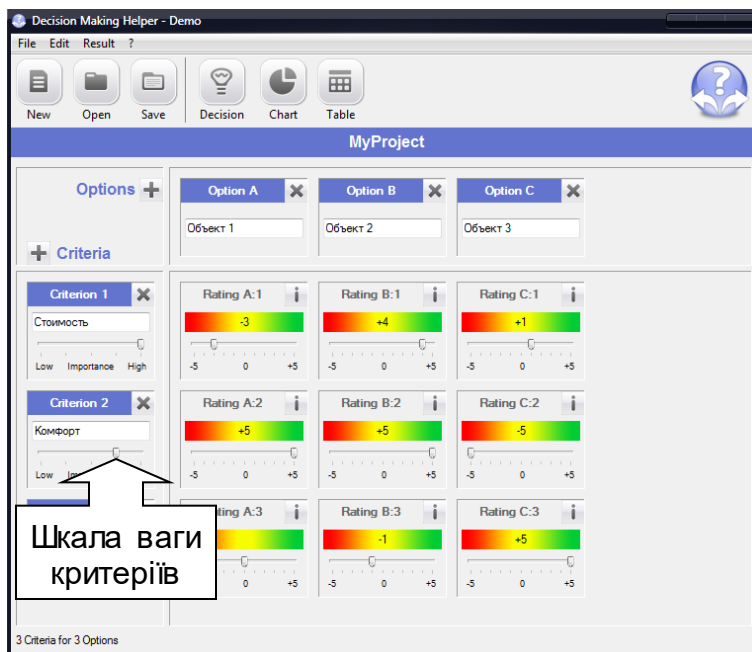 Decision Making Helper - Demo
File Edit Result ?
New Open Save Decision Chart Table
MyProject
Options
Option A Option B Option C
Объект 1 Объект 2 Объект 3
Criteria
Criterion 1 Rating A:1 Rating B:1 Rating C:1
Стоимость -3 +4 +1
Low Importance High -5 0 +5 -5 0 +5 -5 0 +5
Criterion 2 Rating A:2 Rating B:2 Rating C:2
Комфорт +5 +5 -5
Low -5 0 +5 -5 0 +5 -5 0 +5
A:3 Rating B:3 Rating C:3
-1 +5
0 +5 -5 0 +5 -5 0 +5
Шкала ваги
критеріїв
3 Criteria for 3 Options